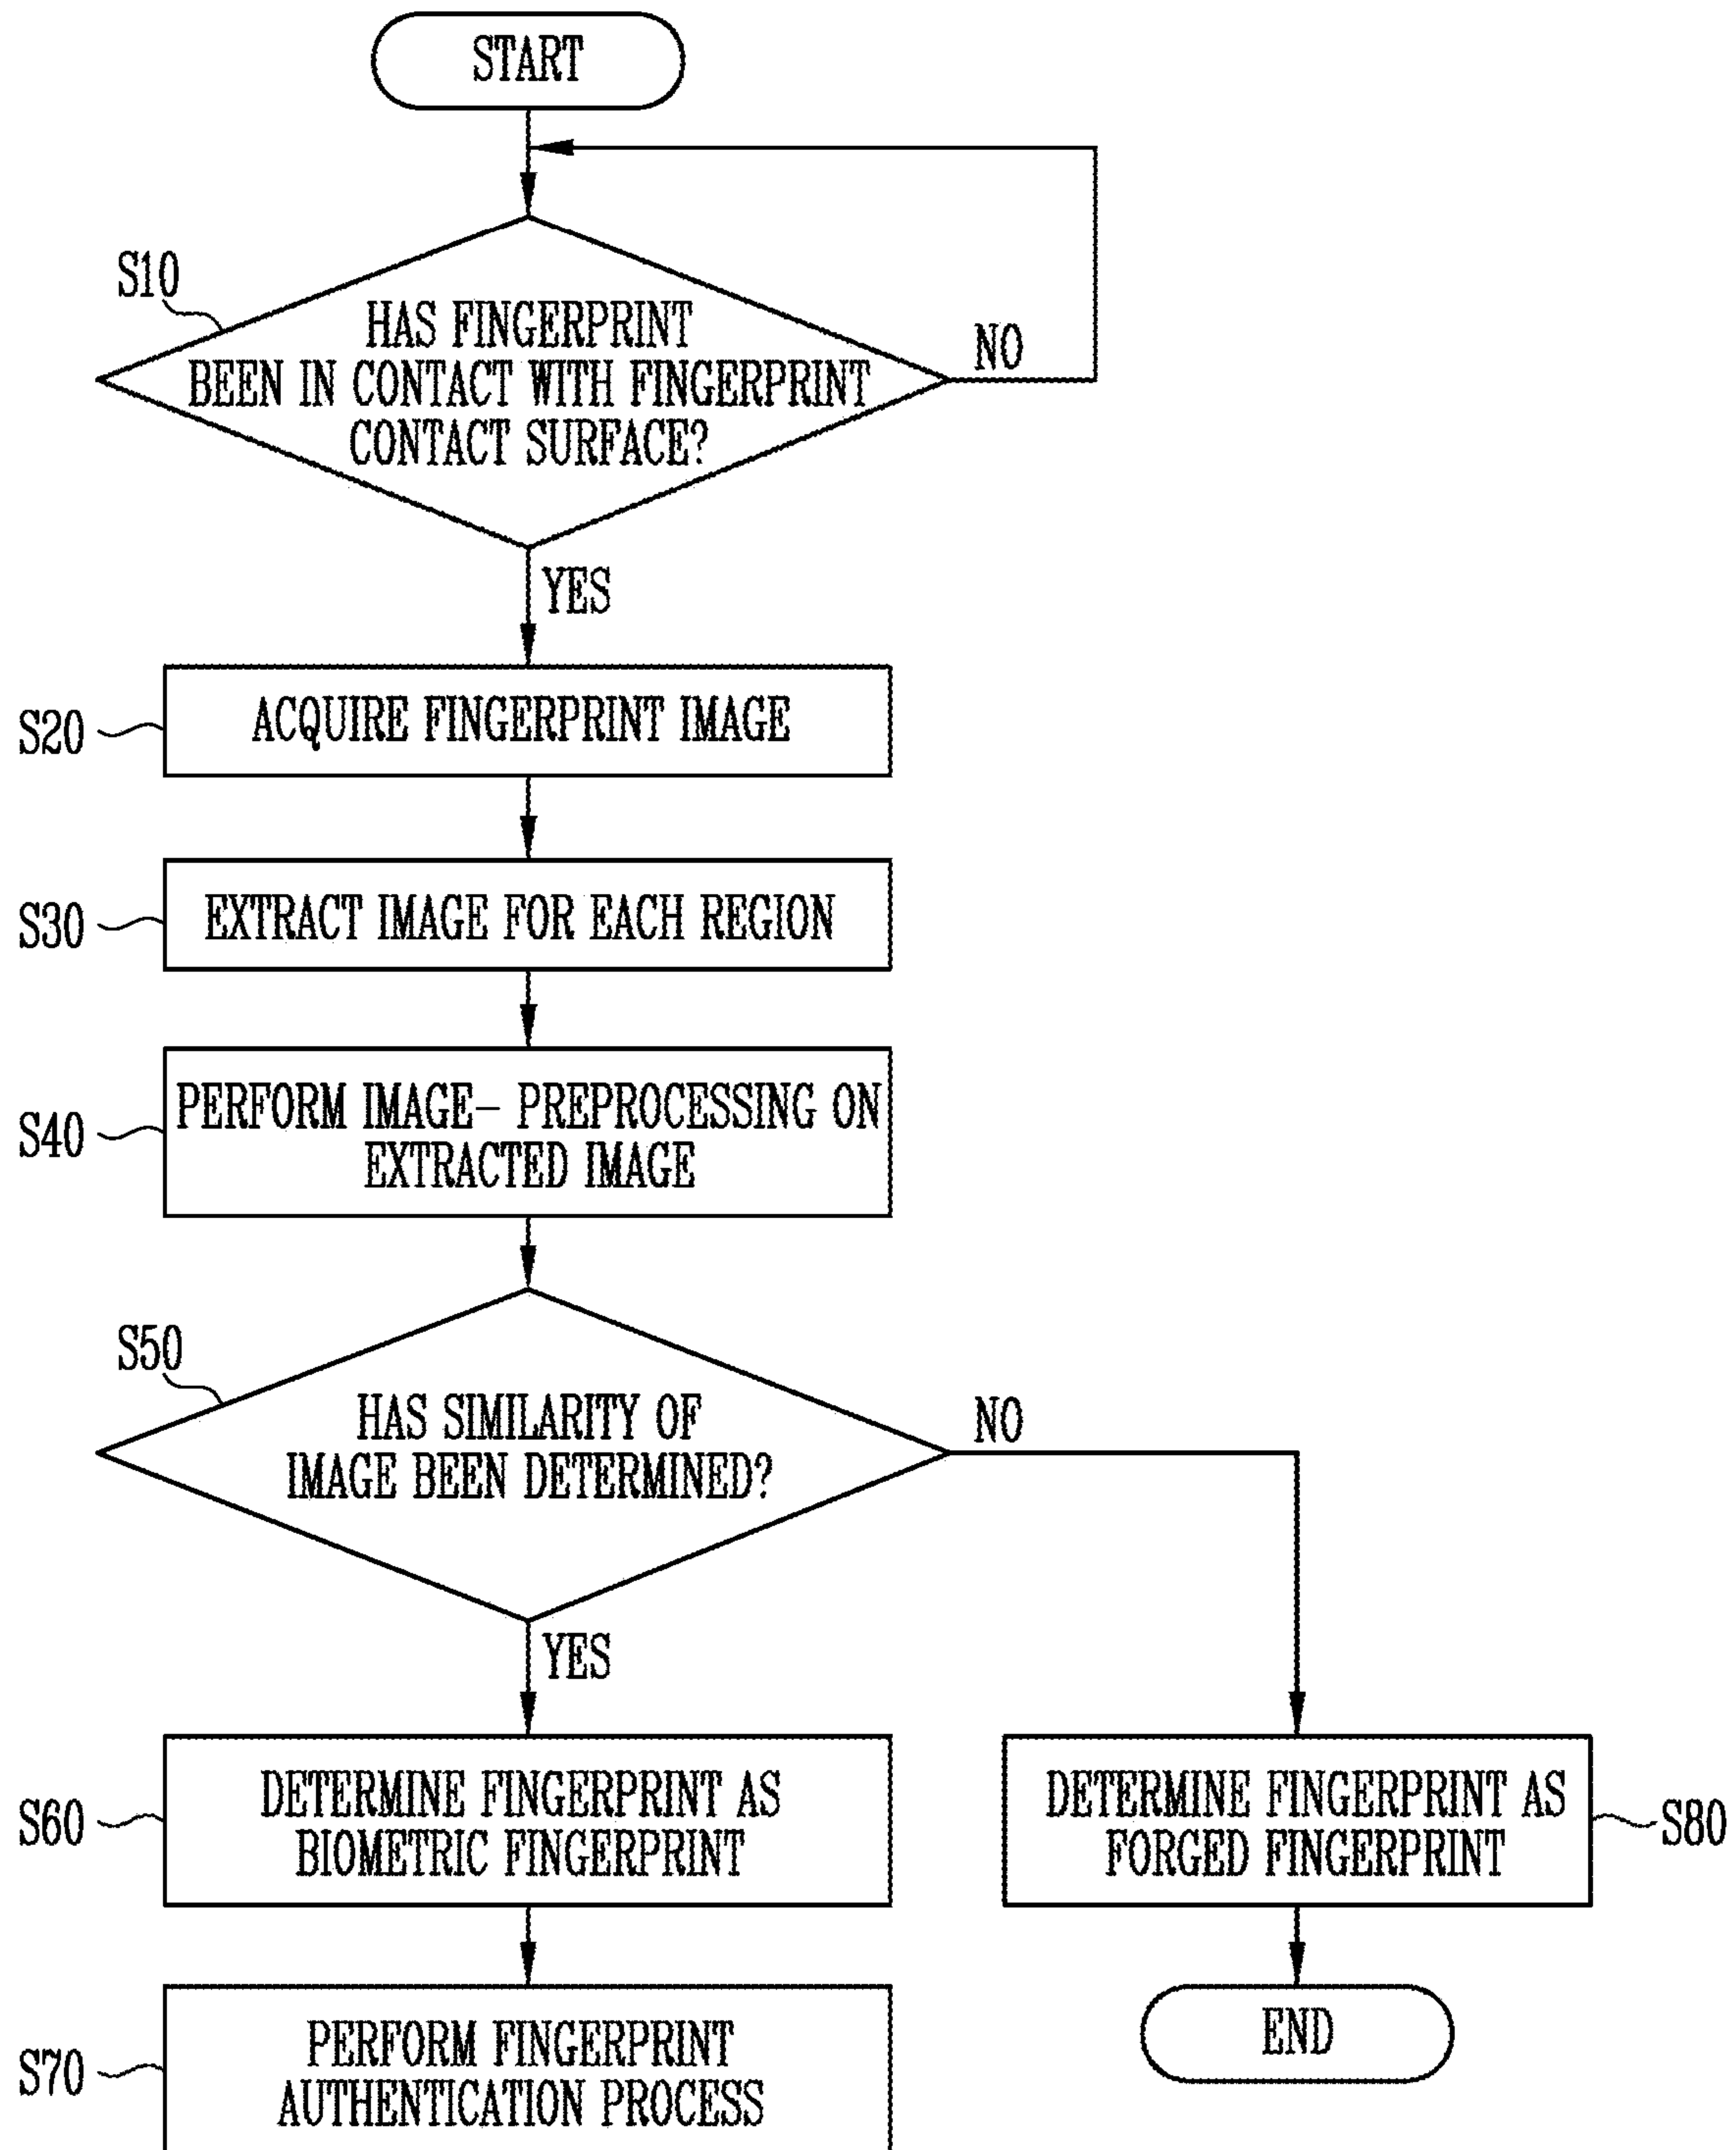 START
S10
HAS FINGERPRINT
BEEN IN CONTACT WITH FINGERPRINT
CONTACT SURFACE?
NO
YES
S20
ACQUIRE FINGERPRINT IMAGE
S30
EXTRACT IMAGE FOR EACH REGION
S40
PERFORM IMAGE- PREPROCESSING ON
EXTRACTED IMAGE
S50
HAS SIMILARITY OF
IMAGE BEEN DETERMINED?
NO
YES
S60
DETERMINE FINGERPRINT AS
BIOMETRIC FINGERPRINT
DETERMINE FINGERPRINT AS
FORGED FINGERPRINT
S80
S70
PERFORM FINGERPRINT
AUTHENTICATION PROCESS
END